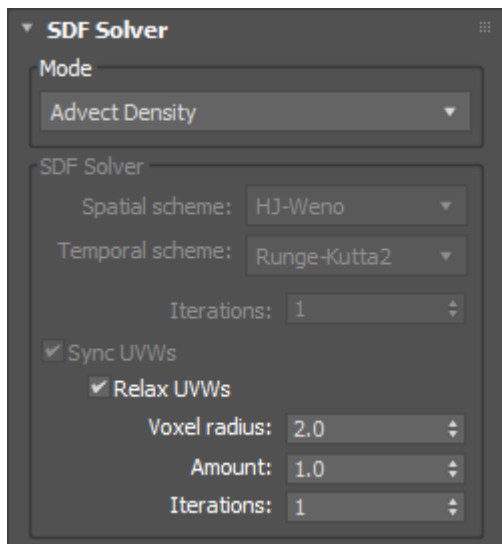 SDF Solver
Mode
Advect Density
SDF Solver
Spatial scheme: HJ-Weno
Temporal scheme: Runge-Kutta2
Iterations: 1
Sync UVWs
Relax UVWs
Voxel radius: 2.0
Amount: 1.0
Iterations: 1